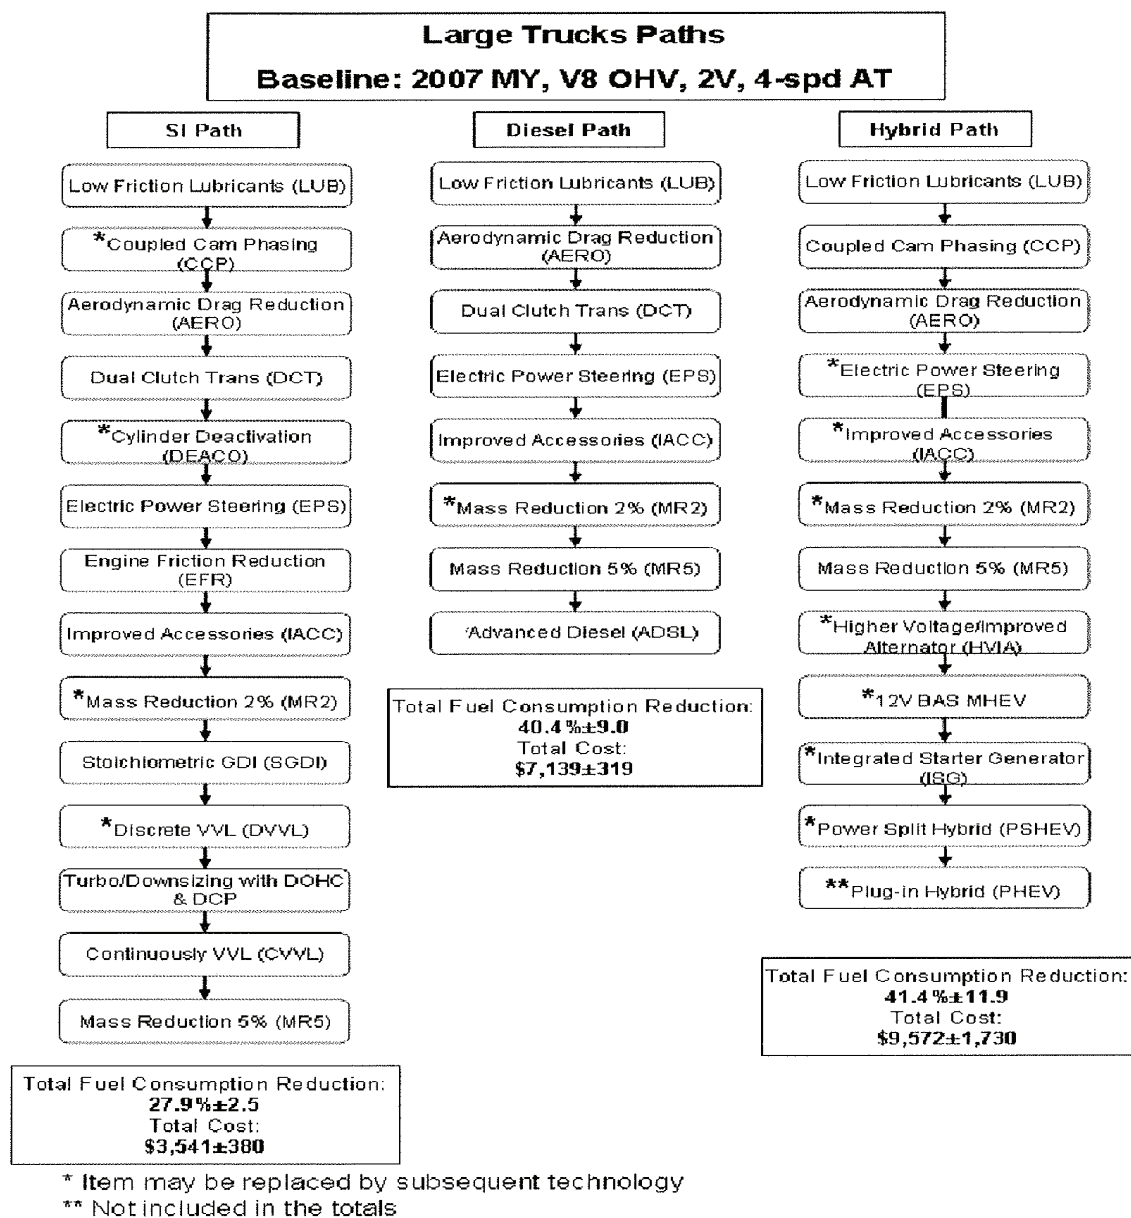 Large Trucks Paths
Baseline: 2007 MY, V8 OHV, 2V, 4-spd AT
SI Path
Low Friction Lubricants (LUB)
*Coupled Cam Phasing
(CCP)
Aerodynamic Drag Reduction
(AERO)
Dual Clutch Trans (DCT)
*Cylinder Deactivation
(DEACO)
Electric Power Steering (EPS)
Engine Friction Reduction
(EFR)
Improved Accessories (IACC)
*Mass Reduction 2% (MR2)
Stoichiometric GDI (SGDI)
*Discrete VVL (DVVL)
Turbo/Downsizing with DOHC
& DCP
Continuously VVL (CVVL)
Mass Reduction 5% (MR5)
Total Fuel Consumption Reduction:
27.9%±2.5
Total Cost:
$3,541±380
Diesel Path
Low Friction Lubricants (LUB)
Aerodynamic Drag Reduction
(AERO)
Dual Clutch Trans (DCT)
Electric Power Steering (EPS)
Improved Accessories (IACC)
*Mass Reduction 2% (MR2)
Mass Reduction 5% (MR5)
Advanced Diesel (ADSL)
Total Fuel Consumption Reduction:
40.4%±9.0
Total Cost:
$7,139±319
Hybrid Path
Low Friction Lubricants (LUB)
Coupled Cam Phasing (CCP)
Aerodynamic Drag Reduction
(AERO)
*Electric Power Steering
(EPS)
*Improved Accessories
(IACC)
*Mass Reduction 2% (MR2)
Mass Reduction 5% (MR5)
*Higher Voltage/Improved
Alternator (HVIA)
*12V BAS MHEV
*Integrated Starter Generator
(ISG)
*Power Split Hybrid (PSHEV)
**Plug-in Hybrid (PHEV)
Total Fuel Consumption Reduction:
41.4%±11.9
Total Cost:
$9,572±1,730
* Item may be replaced by subsequent technology
** Not included in the totals